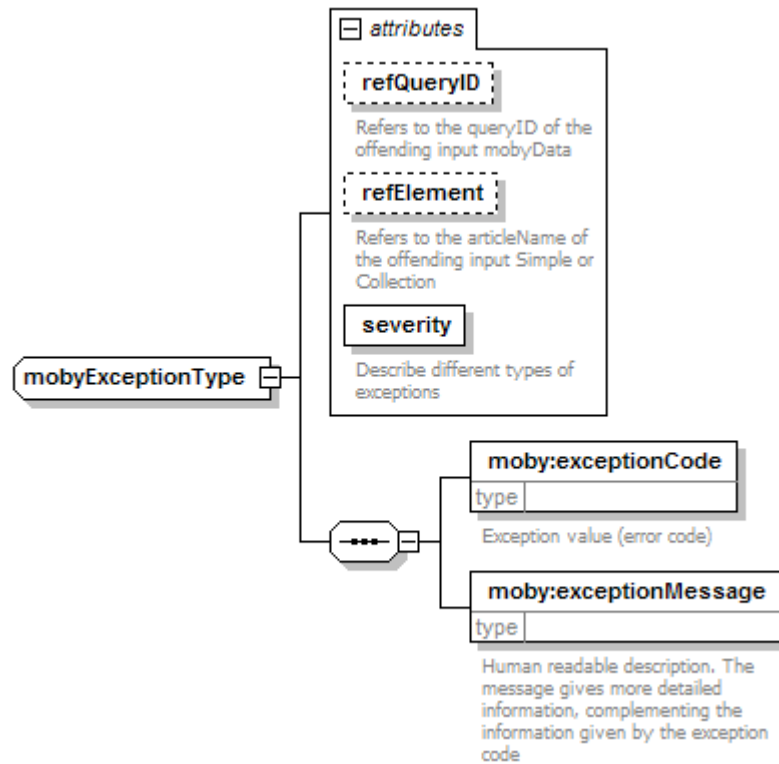 attributes
refQueryID
Refers to the queryID of the
offending input mobyData
refElement
Refers to the articleName of
the offending input Simple or
Collection
severity
Describe different types of
exceptions
mobyExceptionType
moby:exceptionCode
type
Exception value (error code)
moby:exceptionMessage
type
Human readable description. The
message gives more detailed
information, complementing the
information given by the exception
code